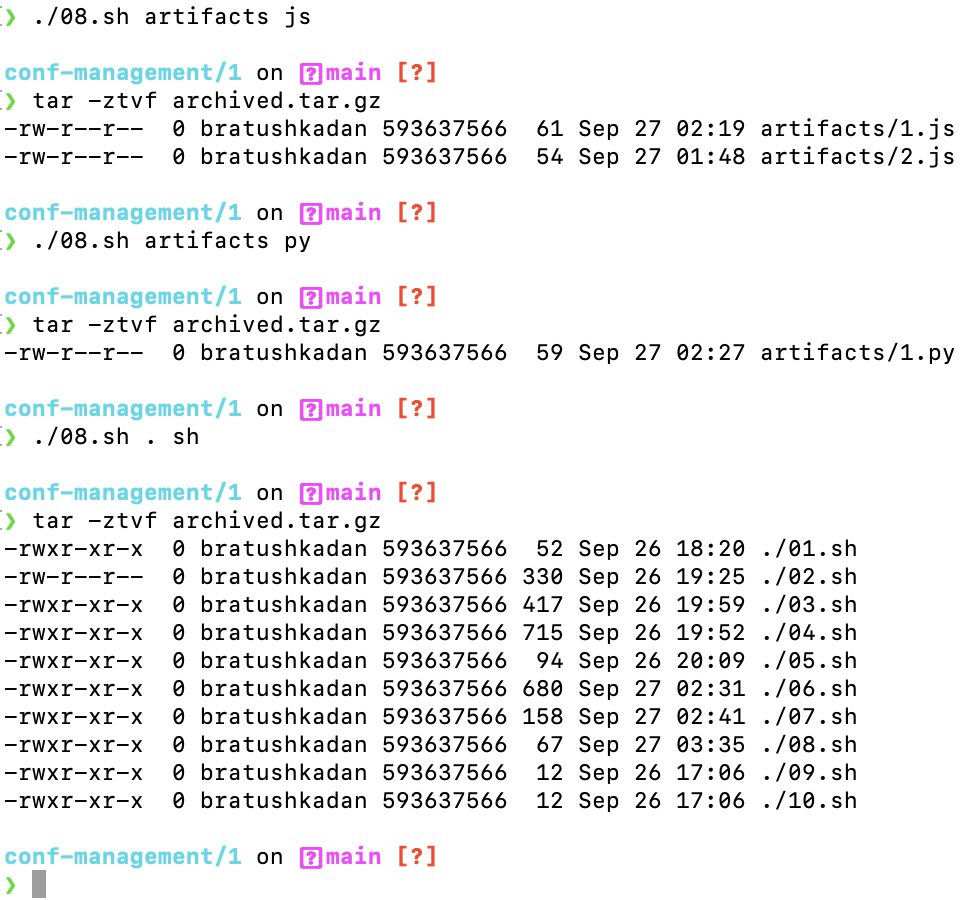 ❯ ./08.sh artifacts js
conf-management/1 on ?main [?]
❯ tar -ztvf archived.tar.gz
-rw-r--r--  0 bratushkadan 593637566  61 Sep 27 02:19 artifacts/1.js
-rw-r--r--  0 bratushkadan 593637566  54 Sep 27 01:48 artifacts/2.js
conf-management/1 on ?main [?]
❯ ./08.sh artifacts py
conf-management/1 on ?main [?]
❯ tar -ztvf archived.tar.gz
-rw-r--r--  0 bratushkadan 593637566  59 Sep 27 02:27 artifacts/1.py
conf-management/1 on ?main [?]
❯ ./08.sh . sh
conf-management/1 on ?main [?]
❯ tar -ztvf archived.tar.gz
-rwxr-xr-x  0 bratushkadan 593637566  52 Sep 26 18:20 ./01.sh
-rw-r--r--  0 bratushkadan 593637566 330 Sep 26 19:25 ./02.sh
-rwxr-xr-x  0 bratushkadan 593637566 417 Sep 26 19:59 ./03.sh
-rwxr-xr-x  0 bratushkadan 593637566 715 Sep 26 19:52 ./04.sh
-rwxr-xr-x  0 bratushkadan 593637566  94 Sep 26 20:09 ./05.sh
-rwxr-xr-x  0 bratushkadan 593637566 680 Sep 27 02:31 ./06.sh
-rwxr-xr-x  0 bratushkadan 593637566 158 Sep 27 02:41 ./07.sh
-rwxr-xr-x  0 bratushkadan 593637566  67 Sep 27 03:35 ./08.sh
-rwxr-xr-x  0 bratushkadan 593637566  12 Sep 26 17:06 ./09.sh
-rwxr-xr-x  0 bratushkadan 593637566  12 Sep 26 17:06 ./10.sh
conf-management/1 on ?main [?]
❯